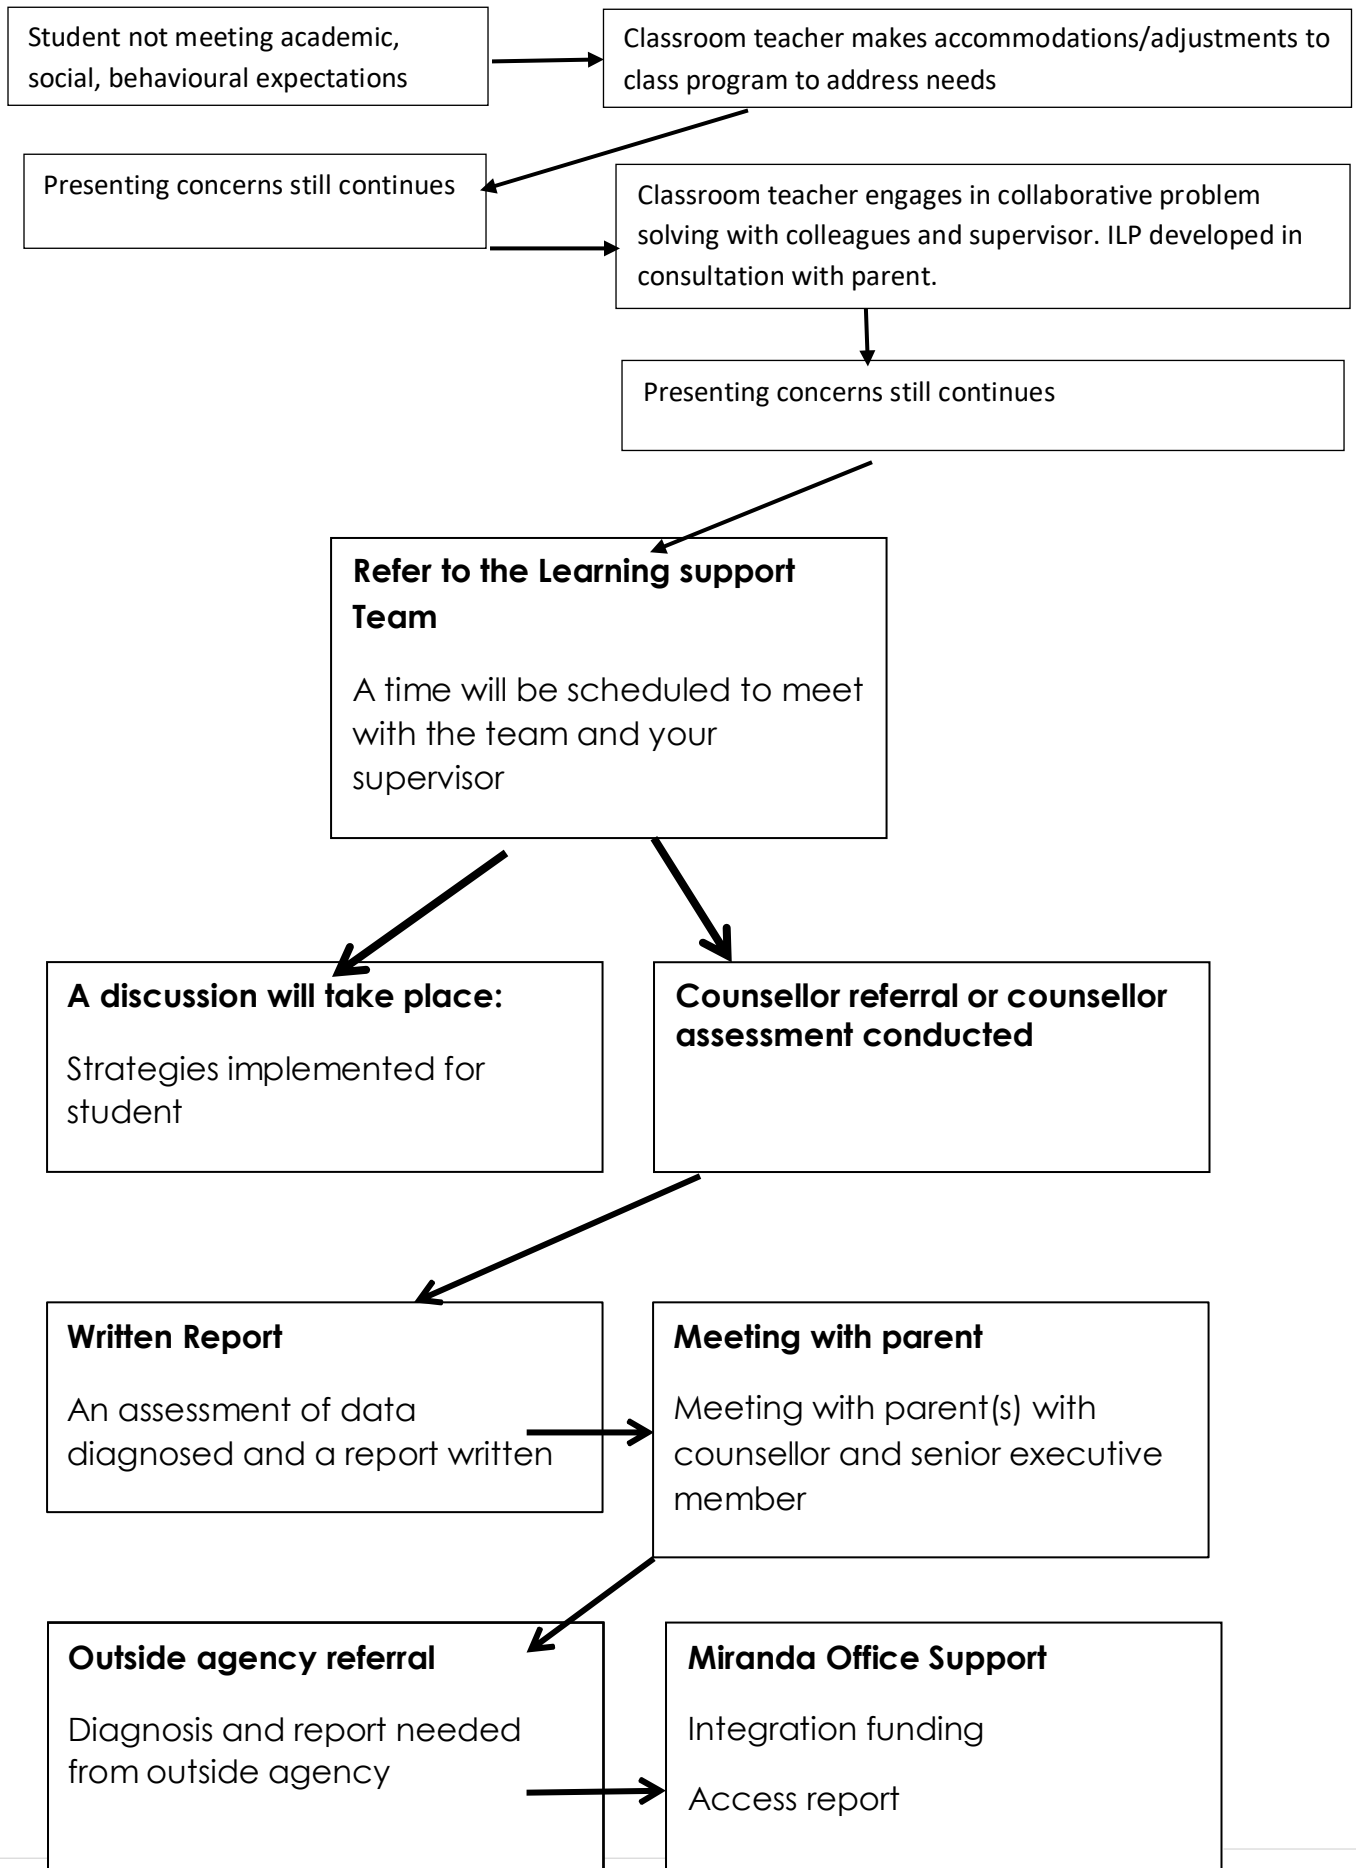 Student not meeting academic,
social, behavioural expectations
Classroom teacher makes accommodations/adjustments to
class program to address needs
Presenting concerns still continues
Classroom teacher engages in collaborative problem
solving with colleagues and supervisor. ILP developed in
consultation with parent.
Presenting concerns still continues
Refer to the Learning support
Team
A time will be scheduled to meet
with the team and your
supervisor
A discussion will take place:
Strategies implemented for
student
Counsellor referral or counsellor
assessment conducted
Written Report
An assessment of data
diagnosed and a report written
Meeting with parent
Meeting with parent(s) with
counsellor and senior executive
member
Outside agency referral
Diagnosis and report needed
from outside agency
Miranda Office Support
Integration funding
Access report